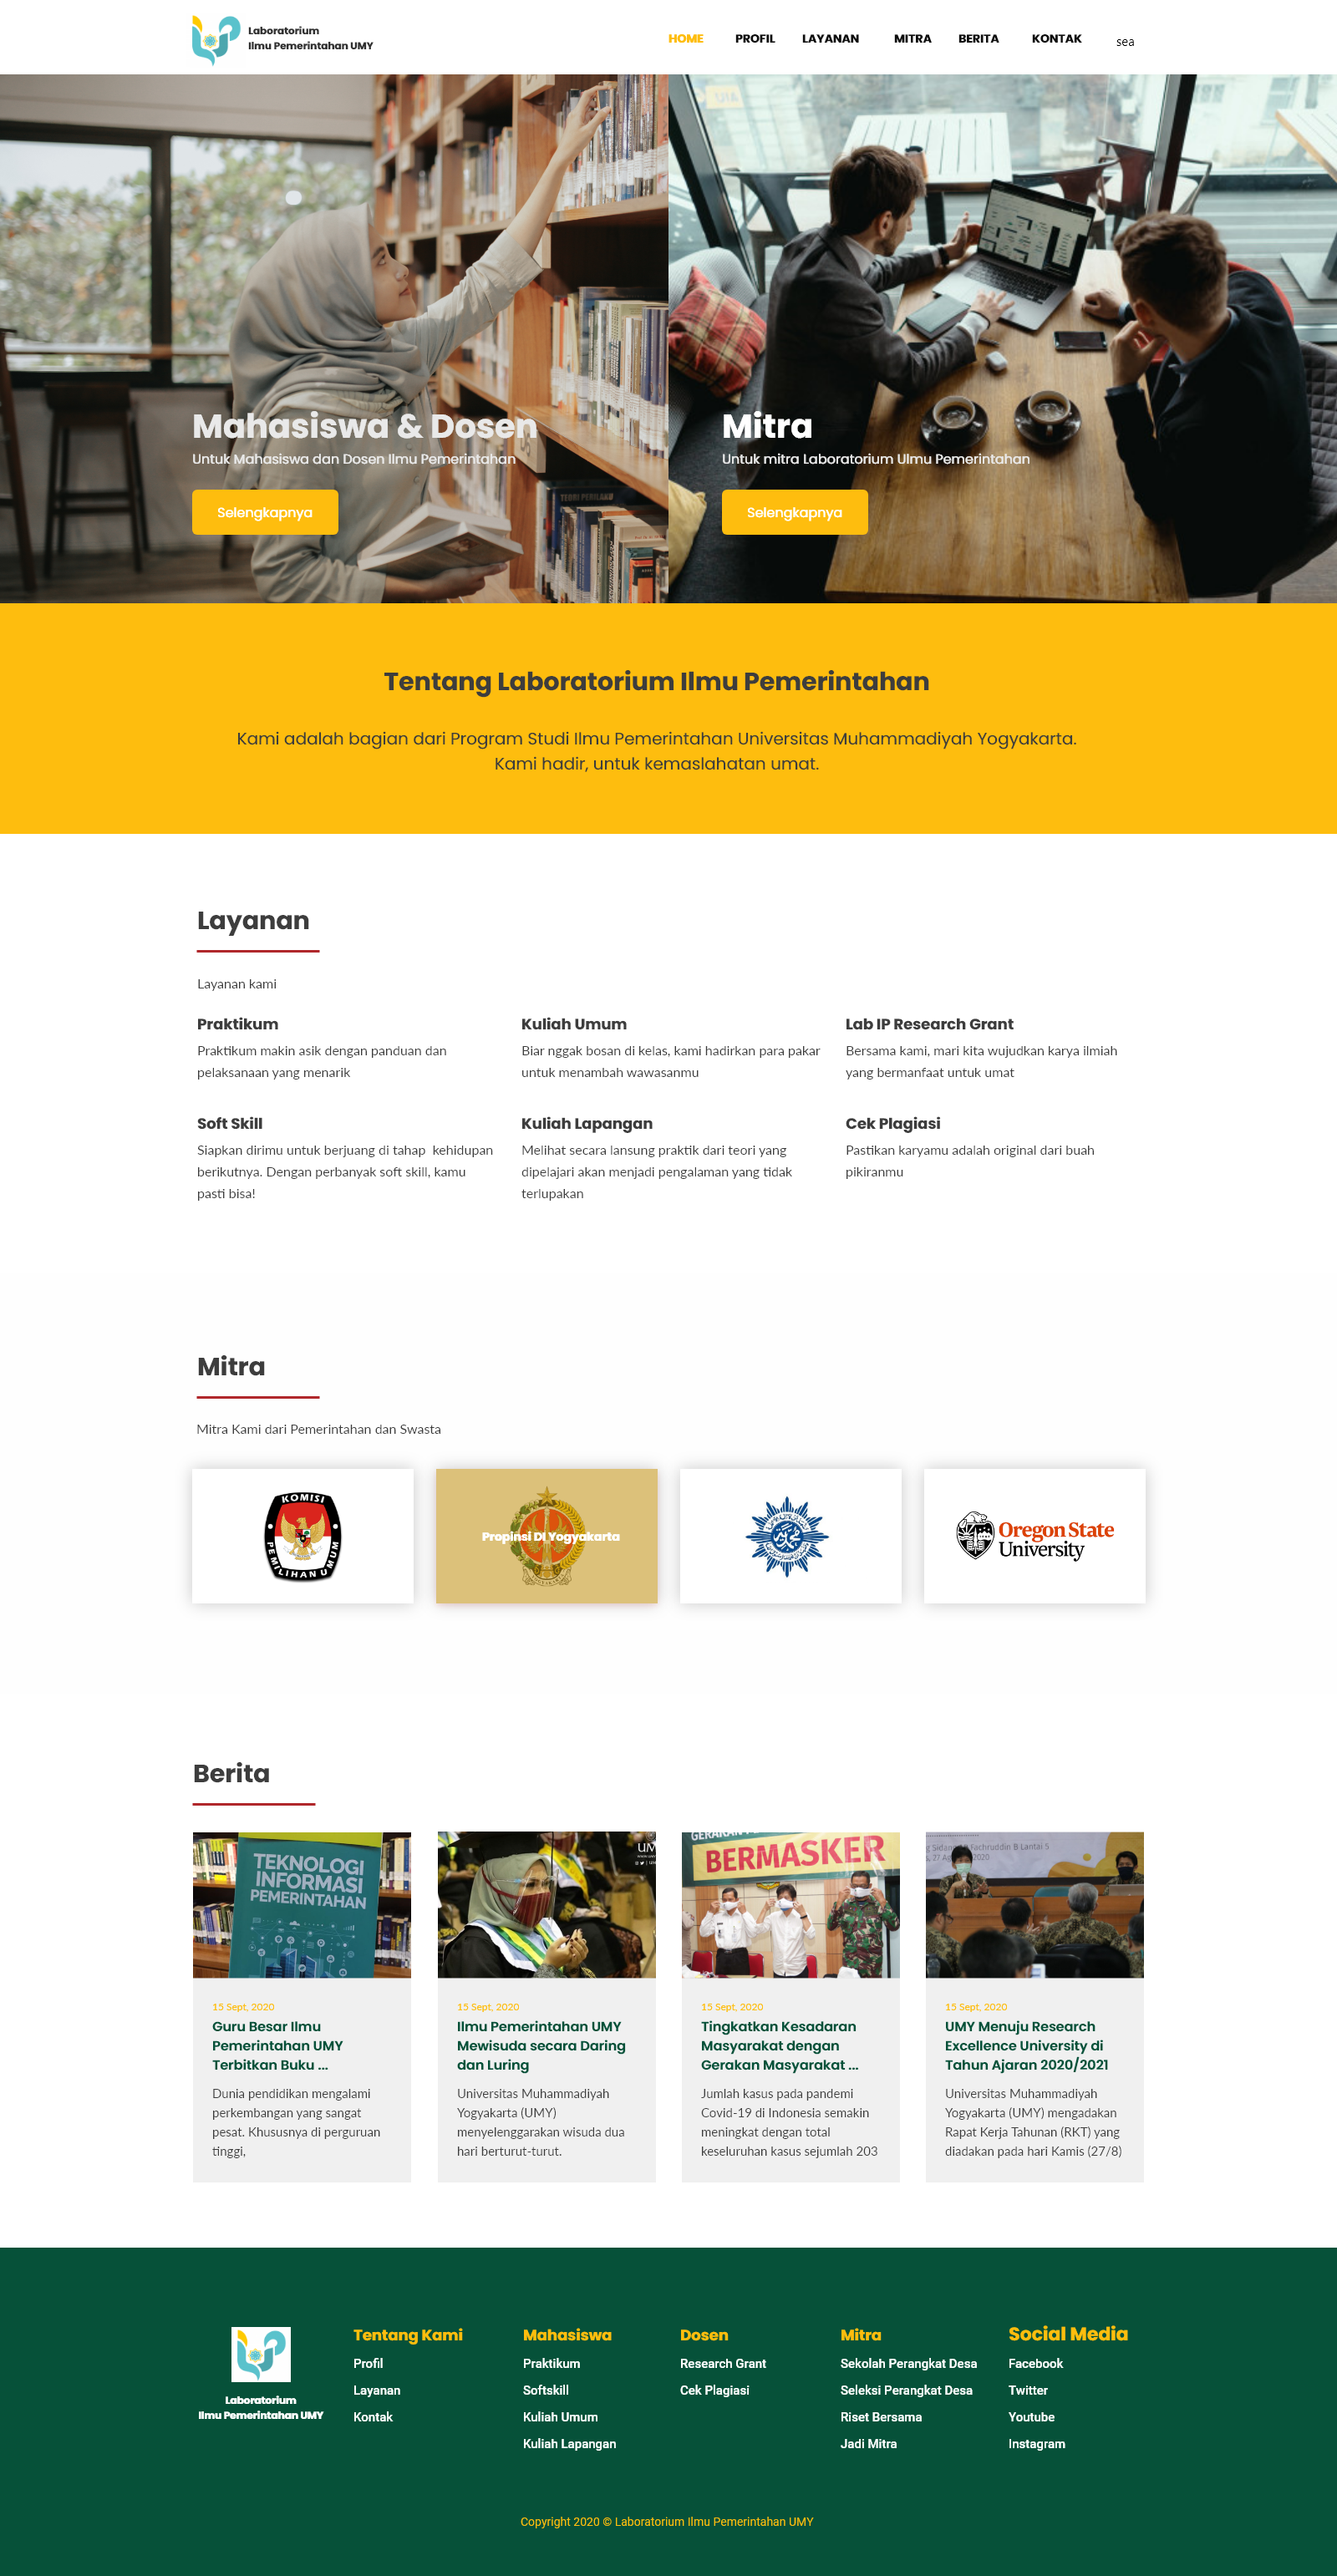 Laboratorium
Ilmu Pemerintahan UMY
HOME
PROFIL
LAYANAN
MITRA
BERITA
KONTAK
sea
Mahasiswa & Dosen
Untuk Mahasiswa dan Dosen Ilmu Pemerintahan
Selengkapnya
TEORI PERILAKU
Mitra
Untuk mitra Laboratorium Ulmu Pemerintahan
Selengkapnya
Tentang Laboratorium Ilmu Pemerintahan
Kami adalah bagian dari Program Studi Ilmu Pemerintahan Universitas Muhammadiyah Yogyakarta.
Kami hadir, untuk kemaslahatan umat.
Layanan
Layanan kami
Praktikum
Praktikum makin asik dengan panduan dan
pelaksanaan yang menarik
Kuliah Umum
Biar nggak bosan di kelas, kami hadirkan para pakar
untuk menambah wawasanmu
Lab IP Research Grant
Bersama kami, mari kita wujudkan karya ilmiah
yang bermanfaat untuk umat
Soft Skill
Siapkan dirimu untuk berjuang di tahap  kehidupan
berikutnya. Dengan perbanyak soft skill, kamu
pasti bisa!
Kuliah Lapangan
Melihat secara lansung praktik dari teori yang
dipelajari akan menjadi pengalaman yang tidak
terlupakan
Cek Plagiasi
Pastikan karyamu adalah original dari buah
pikiranmu
Mitra
Mitra Kami dari Pemerintahan dan Swasta
KOMISI
PEMILIHAN UMUM
Propinsi DI Yogyakarta
Oregon State
University
Berita
TEKNOLOGI
INFORMASI
PEMERINTAHAN
15 Sept, 2020
Guru Besar Ilmu
Pemerintahan UMY
Terbitkan Buku ...
Dunia pendidikan mengalami
perkembangan yang sangat
pesat. Khususnya di perguruan
tinggi,
UM
15 Sept, 2020
Ilmu Pemerintahan UMY
Mewisuda secara Daring
dan Luring
Universitas Muhammadiyah
Yogyakarta (UMY)
menyelenggarakan wisuda dua
hari berturut-turut.
GERAKAN
BERMASKER
15 Sept, 2020
Tingkatkan Kesadaran
Masyarakat dengan
Gerakan Masyarakat ...
Jumlah kasus pada pandemi
Covid-19 di Indonesia semakin
meningkat dengan total
keseluruhan kasus sejumlah 203
g Sidang Fachruddin B Lantai 5
, 27 Ag 2020
15 Sept, 2020
UMY Menuju Research
Excellence University di
Tahun Ajaran 2020/2021
Universitas Muhammadiyah
Yogyakarta (UMY) mengadakan
Rapat Kerja Tahunan (RKT) yang
diadakan pada hari Kamis (27/8)
Laboratorium
Ilmu Pemerintahan UMY
Tentang Kami
Profil
Layanan
Kontak
Mahasiswa
Praktikum
Softskill
Kuliah Umum
Kuliah Lapangan
Dosen
Research Grant
Cek Plagiasi
Mitra
Sekolah Perangkat Desa
Seleksi Perangkat Desa
Riset Bersama
Jadi Mitra
Social Media
Facebook
Twitter
Youtube
Instagram
Copyright 2020 © Laboratorium Ilmu Pemerintahan UMY